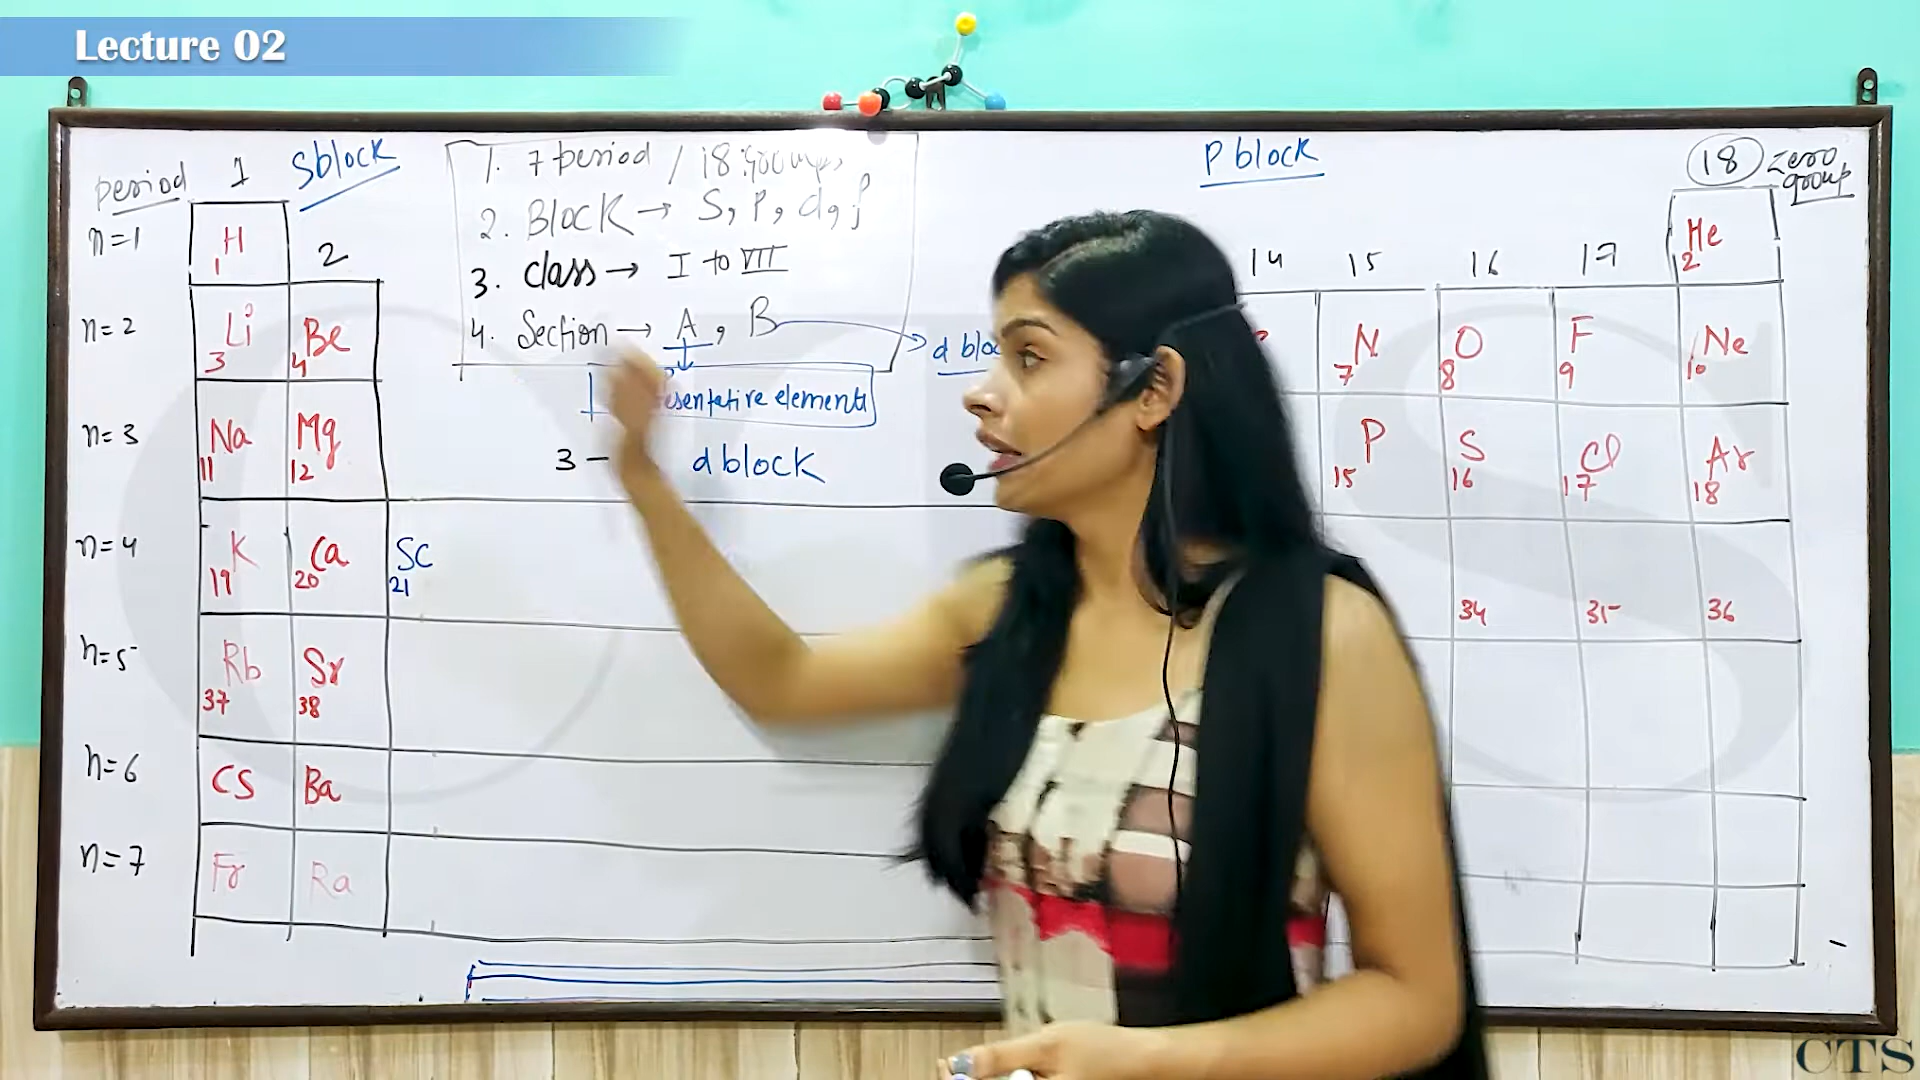 Lecture 02
period 1 S block
1. 7 period / 18 groups
2. Block → S, P, d, f
3. class → I to VII
4. Section → A, B
d
esentative elements
3 - d block
P block
18 zero group
2
14 15 16 17
n=1 H 1 He 2
n=2 Li 3 Be 4 N 7 O 8 F 9 Ne 10
n=3 Na 11 Mg 12 P 15 S 16 Cl 17 Ar 18
n=4 K 19 Ca 20 Sc 21 34 35 36
n=5 Rb 37 Sr 38
n=6 CS Ba
n=7 Fr Ra
CTS